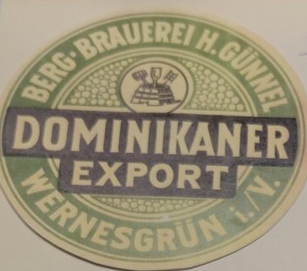 BERG-BRAUEREI H. GÜNNEL
DOMINIKANER
EXPORT
WERNESGRÜN i./V.